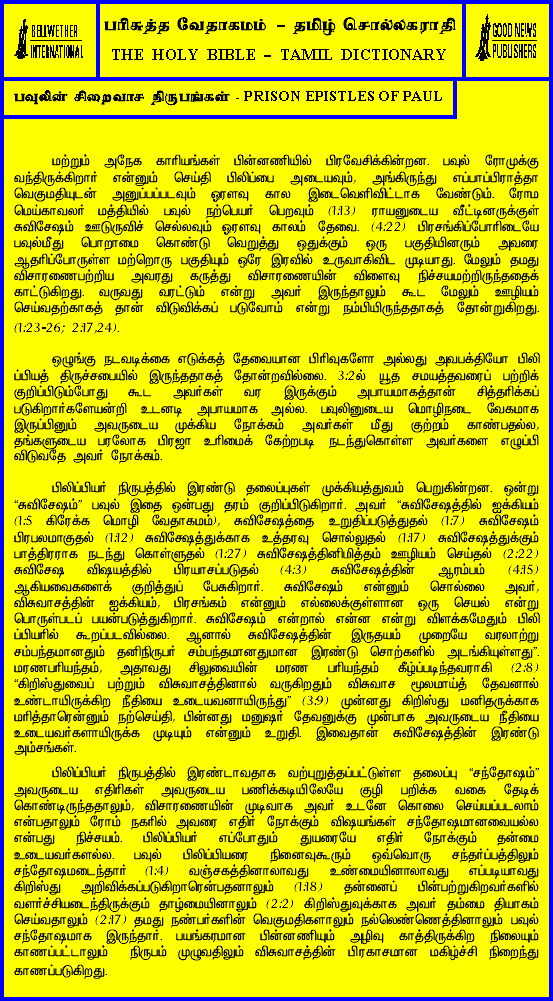 BELLWETHER
INTERNATIONAL
பரிசுத்த வேதாகமம் – தமிழ் சொல்லகராதி
THE HOLY BIBLE – TAMIL DICTIONARY
GOOD NEWS
PUBLISHERS
பவுலின் சிறைவாச நிருபங்கள் - PRISON EPISTLES OF PAUL
மற்றும் அநேக காரியங்கள் பின்னணியில் பிரவேசிக்கின்றன. பவுல் ரோமுக்கு
வந்திருக்கிறார் என்னும் செய்தி பிலிப்பை அடையவும், அங்கிருந்து எப்பாப்பிராத்தா
வெகுமதியுடன் அனுப்பப்படவும் ஓரளவு கால இடைவெளிவிட்டாக வேண்டும். ரோம
மெய்காவலர் மத்தியில் பவுல் நற்பெயர் பெறவும் (1:13) ராயனுடைய வீட்டினருக்குள்
சுவிசேஷம் ஊடுருவிச் செல்லவும் ஓரளவு காலம் தேவை. (4:22) பிரசங்கிப்போரிடையே
பவுல்மீது பொறாமை கொண்டு வெறுத்து ஒதுக்கும் ஒரு பகுதியினரும் அவரை
ஆதரிப்போருள்ள மற்றொரு பகுதியும் ஒரே இரவில் உருவாகிவிட முடியாது. மேலும் தமது
விசாரணைபற்றிய அவரது கருத்து விசாரணையின் விளைவு நிச்சயமற்றிருந்ததைக்
காட்டுகிறது. வருவது வரட்டும் என்று அவர் இருந்தாலும் கூட மேலும் ஊழியம்
செய்வதற்காகத் தான் விடுவிக்கப் படுவோம் என்று நம்பியிருந்ததாகத் தோன்றுகிறது.
(1:23-26; 2:17,24).
ஒழுங்கு நடவடிக்கை எடுக்கத் தேவையான பிரிவுகளோ அல்லது அவபக்தியோ பிலி
ப்பியத் திருச்சபையில் இருந்ததாகத் தோன்றவில்லை. 3:2ல் யூத சமயத்தவரைப் பற்றிக்
குறிப்பிடும்போது கூட அவர்கள் வர இருக்கும் அபாயமாகத்தான் சித்தரிக்கப்
படுகிறார்களேயன்றி உடனடி அபாயமாக அல்ல. பவுலினுடைய மொழிநடை வேகமாக
இருப்பினும் அவருடைய முக்கிய நோக்கம் அவர்கள் மீது குற்றம் காண்பதல்ல,
தங்களுடைய பரலோக பிரஜா உரிமைக் கேற்றபடி நடந்துகொள்ள அவர்களை எழுப்பி
விடுவதே அவர் நோக்கம்.
பிலிப்பியர் நிருபத்தில் இரண்டு தலைப்புகள் முக்கியத்துவம் பெறுகின்றன. ஒன்று
“சுவிசேஷம்” பவுல் இதை ஒன்பது தரம் குறிப்பிடுகிறார். அவர் “சுவிசேஷத்தில் ஐக்கியம்
(1:5 கிரேக்க மொழி வேதாகமம்), சுவிசேஷத்தை உறுதிப்படுத்துதல் (1:7) சுவிசேஷம்
பிரபலமாகுதல் (1:12) சுவிசேஷத்துக்காக உத்தரவு சொல்லுதல் (1:17) சுவிசேஷத்துக்கும்
பாத்திரராக நடந்து கொள்ளுதல் (1:27) சுவிசேஷத்தினிமித்தம் ஊழியம் செய்தல் (2:22)
சுவிசேஷ விஷயத்தில் பிரயாசப்படுதல் (4:3) சுவிசேஷத்தின் ஆரம்பம் (4:15)
ஆகியவைகளைக் குறித்துப் பேசுகிறார். சுவிசேஷம் என்னும் சொல்லை அவர்,
விசுவாசத்தின் ஐக்கியம், பிரசங்கம் என்னும் எல்லைக்குள்ளான ஒரு செயல் என்று
பொருள்படப் பயன்படுத்துகிறார். சுவிசேஷம் என்றால் என்ன என்று விளக்கமேதும் பிலி
ப்பியரில் கூறப்படவில்லை. ஆனால் சுவிசேஷத்தின் இருதயம் முறையே வரலாற்று
சம்பந்தமானதும் தனிநிருபர் சம்பந்தமானதுமான இரண்டு சொற்களில் அடங்கியுள்ளது”.
மரணபரியந்தம், அதாவது சிலுவையின் மரண பரியந்தம் கீழ்ப்படிந்தவராகி (2:8)
“கிறிஸ்துவைப் பற்றும் விசுவாசத்தினால் வருகிறதும் விசுவாச மூலமாய்த் தேவனால்
உண்டாயிருக்கிற நீதியை உடையவனாயிருந்து” (3:9) முன்னது கிறிஸ்து மனிதருக்காக
மரித்தாரென்னும் நற்செய்தி, பின்னது மனுஷர் தேவனுக்கு முன்பாக அவருடைய நீதியை
உடையவர்களாயிருக்க முடியும் என்னும் உறுதி. இவைதான் சுவிசேஷத்தின் இரண்டு
அம்சங்கள்.
பிலிப்பியர் நிருபத்தில் இரண்டாவதாக வற்புறுத்தப்பட்டுள்ள தலைப்பு “சந்தோஷம்”
அவருடைய எதிரிகள் அவருடைய பணிக்கடியிலேயே குழி பறிக்க வகை தேடிக்
கொண்டிருந்ததாலும், விசாரணையின் முடிவாக அவர் உடனே கொலை செய்யப்படலாம்
என்பதாலும் ரோம் நகரில் அவரை எதிர் நோக்கும் விஷயங்கள் சந்தோஷமானவையல்ல
என்பது நிச்சயம். பிலிப்பியர் எப்போதும் துயரையே எதிர் நோக்கும் தன்மை
உடையவர்களல்ல. பவுல் பிலிப்பியரை நினைவுகூரும் ஒவ்வொரு சந்தர்ப்பத்திலும்
சந்தோஷமடைந்தார் (1:4) வஞ்சகத்தினாலாவது உண்மையினாலாவது எப்படியாவது
கிறிஸ்து அறிவிக்கப்படுகிறாரென்பதனாலும் (1:18) தன்னைப் பின்பற்றுகிறவர்களில்
வளர்ச்சியடைந்திருக்கும் தாழ்மையினாலும் (2:2) கிறிஸ்துவுக்காக அவர் தம்மை தியாகம்
செய்வதாலும் (2:17) தமது நண்பர்களின் வெகுமதிகளாலும் நல்லெண்ணெத்தினாலும் பவுல்
சந்தோஷமாக இருந்தார். பயங்கரமான பின்னணியும் அழிவு காத்திருக்கிற நிலையும்
காணப்பட்டாலும் நிருபம் முழுவதிலும் விசுவாசத்தின் பிரகாசமான மகிழ்ச்சி நிறைந்து
காணப்படுகிறது.